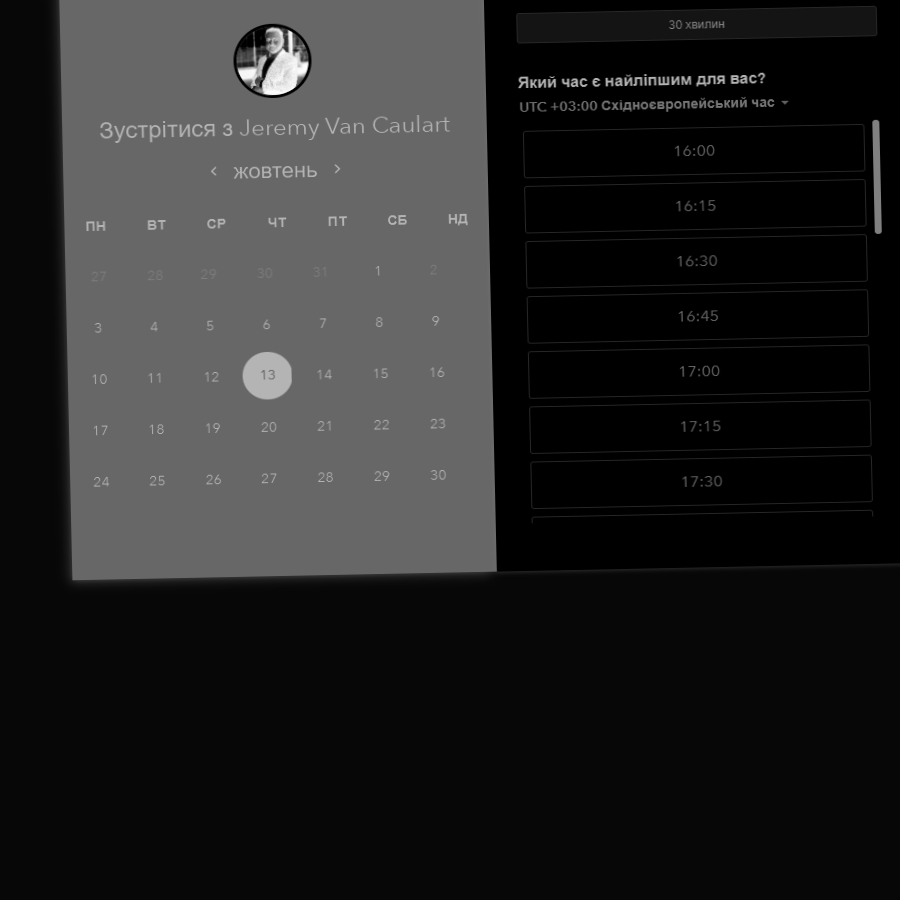 Зустрітися з Jeremy Van Caulart
жовтень
ПН ВТ СР ЧТ ПТ СБ НД
27 28 29 30 31 1 2
3 4 5 6 7 8 9
10 11 12 13 14 15 16
17 18 19 20 21 22 23
24 25 26 27 28 29 30
30 хвилин
Який час є найліпшим для вас?
UTC +03:00 Східноєвропейський час
16:00
16:15
16:30
16:45
17:00
17:15
17:30